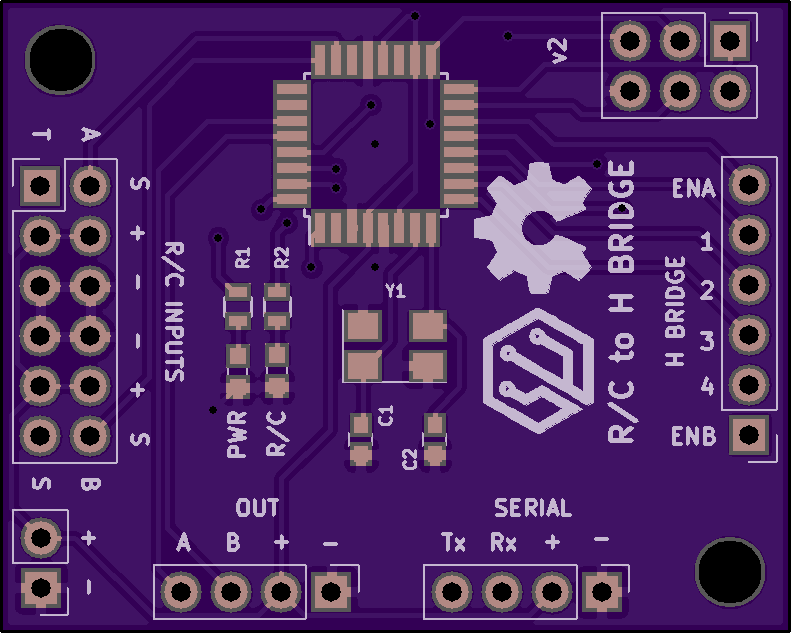 v2
T A
S
+
-
-
+
S
S B
R/C INPUTS
R1 R2
Y1
PWR
R/C
C1
C2
R/C to H BRIDGE
H BRIDGE
ENA
1
2
3
4
ENB
+
-
OUT
A B + -
SERIAL
Tx Rx + -